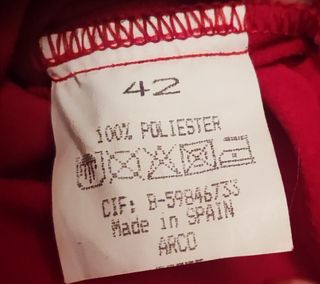 42
100% POLIESTER
CIF: B-59846733
Made in SPAIN
ARCO